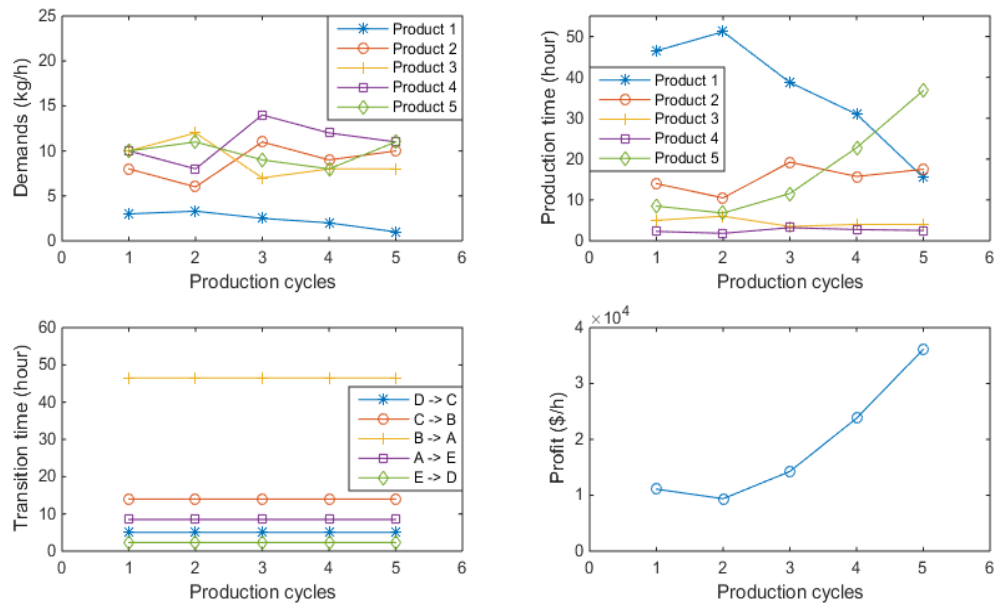 25
20
15
10
5
0
Demands (kg/h)
Product 1
Product 2
Product 3
Product 4
Product 5
0 1 2 3 4 5 6
Production cycles
50
40
30
20
10
0
Production time (hour)
Product 1
Product 2
Product 3
Product 4
Product 5
0 1 2 3 4 5 6
Production cycles
60
50
40
30
20
10
0
Transition time (hour)
D -> C
C -> B
B -> A
A -> E
E -> D
0 1 2 3 4 5 6
Production cycles
×10⁴
4
3
2
1
0
Profit ($/h)
0 1 2 3 4 5 6
Production cycles